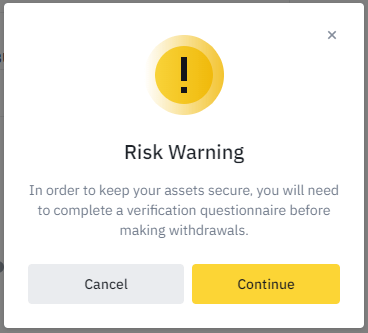 Risk Warning
In order to keep your assets secure, you will need
to complete a verification questionnaire before
making withdrawals.
Cancel
Continue